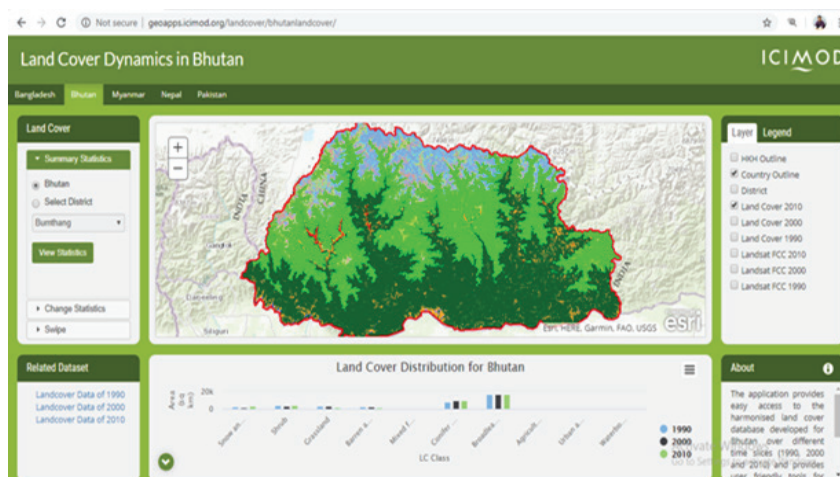 Not secure | geoapps.icimod.org/landcover/bhutanlandcover/
Land Cover Dynamics in Bhutan
ICIMOD
Bangladesh Bhutan Myanmar Nepal Pakistan
Land Cover
Summary Statistics
Bhutan
Select District
Bumthang
View Statistics
Change Statistics
Swipe
+
−
CHINA
INDIA
INDIA
Siliguri
Esri, HERE, Garmin, FAO, USGS
esri
Layer Legend
HKH Outline
Country Outline
District
Land Cover 2010
Land Cover 2000
Land Cover 1990
Landsat FCC 2010
Landsat FCC 2000
Landsat FCC 1990
Related Dataset
Landcover Data of 1990
Landcover Data of 2000
Landcover Data of 2010
Land Cover Distribution for Bhutan
Area
(sq
km)
20k
0
Snow an...
Shrub
Grassland
Barren a...
Mixed f...
Conifer ...
Broadlea...
Agricult...
Urban a...
Waterbo...
LC Class
1990
2000
2010
About
The application provides
easy access to the
harmonised land cover
database developed for
Bhutan over different
time slices (1990, 2000
and 2010) and provides
user friendly tools for